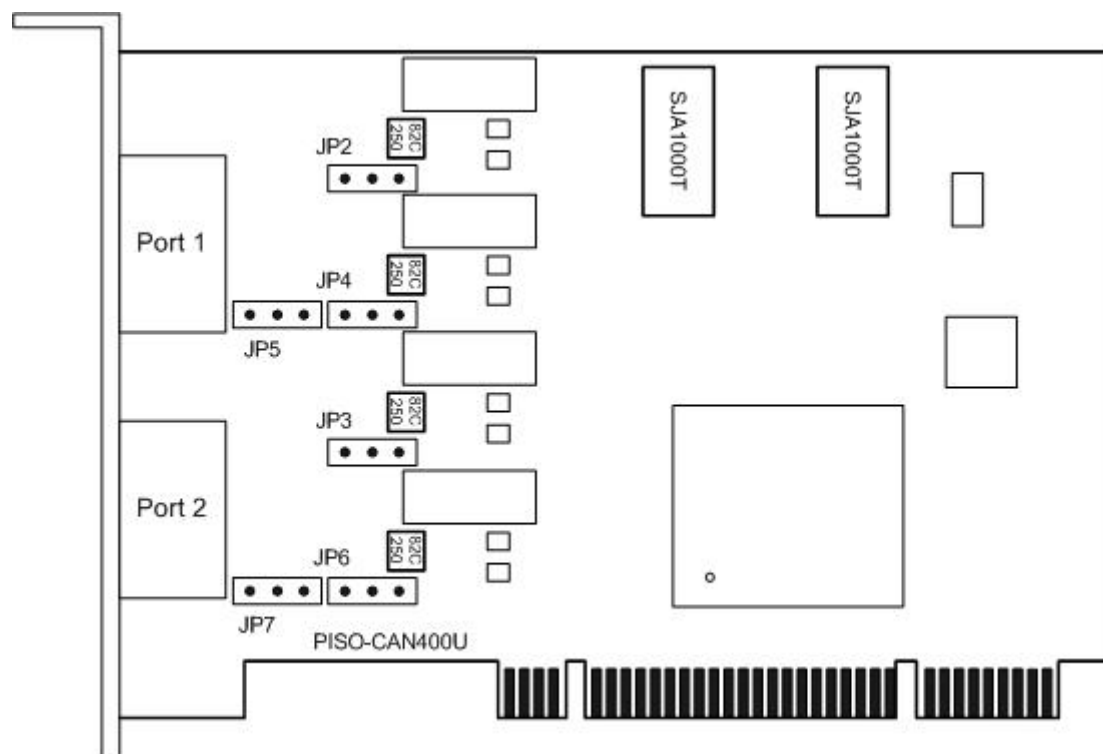 82C
250
JP2
SJA1000T
SJA1000T
Port 1
82C
250
JP4
JP5
82C
250
JP3
Port 2
82C
250
JP6
JP7
PISO-CAN400U